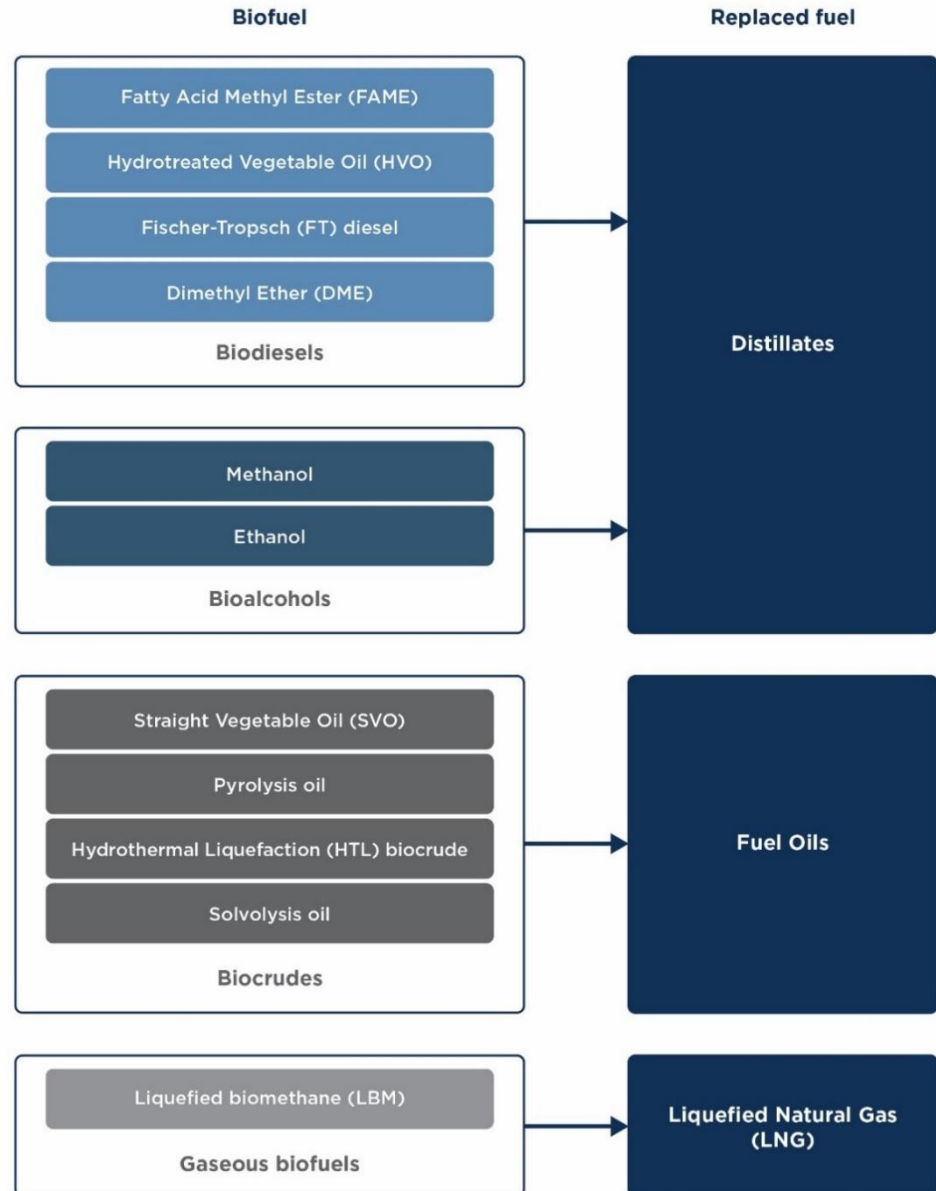 Biofuel
Replaced fuel
Fatty Acid Methyl Ester (FAME)
Hydrotreated Vegetable Oil (HVO)
Fischer-Tropsch (FT) diesel
Dimethyl Ether (DME)
Biodiesels
Distillates
Methanol
Ethanol
Bioalcohols
Straight Vegetable Oil (SVO)
Pyrolysis oil
Hydrothermal Liquefaction (HTL) biocrude
Solvolysis oil
Biocrudes
Fuel Oils
Liquefied biomethane (LBM)
Gaseous biofuels
Liquefied Natural Gas
(LNG)